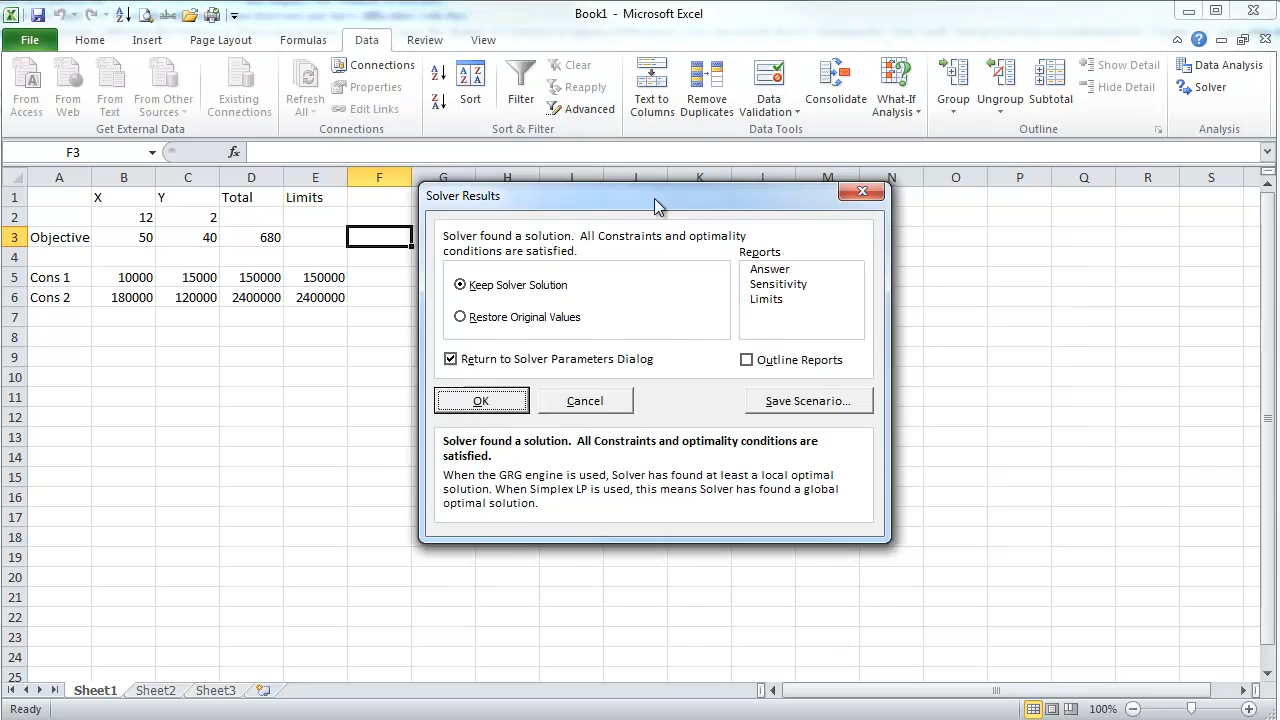 Book1 - Microsoft Excel
File Home Insert Page Layout Formulas Data Review View
From Access
From Web
From Text
From Other Sources
Existing Connections
Get External Data
Refresh All
Connections
Properties
Edit Links
Connections
Sort
Filter
Clear
Reapply
Advanced
Sort & Filter
Text to Columns
Remove Duplicates
Data Validation
Consolidate
What-If Analysis
Data Tools
Group
Ungroup
Subtotal
Show Detail
Hide Detail
Outline
Data Analysis
Solver
Analysis
F3 fx
A B C D E F G H I J K L M N O P Q R S
1 X Y Total Limits
2 12 2
3 Objective 50 40 680
4
5 Cons 1 10000 15000 150000 150000
6 Cons 2 180000 120000 2400000 2400000
7
8
9
10
11
12
13
14
15
16
17
18
19
20
21
22
23
24
25
Solver Results
Solver found a solution. All Constraints and optimality
conditions are satisfied.
Keep Solver Solution
Restore Original Values
Reports
Answer
Sensitivity
Limits
Return to Solver Parameters Dialog
Outline Reports
OK Cancel Save Scenario...
Solver found a solution. All Constraints and optimality conditions are
satisfied.
When the GRG engine is used, Solver has found at least a local optimal
solution. When Simplex LP is used, this means Solver has found a global
optimal solution.
Sheet1 Sheet2 Sheet3
Ready 100%